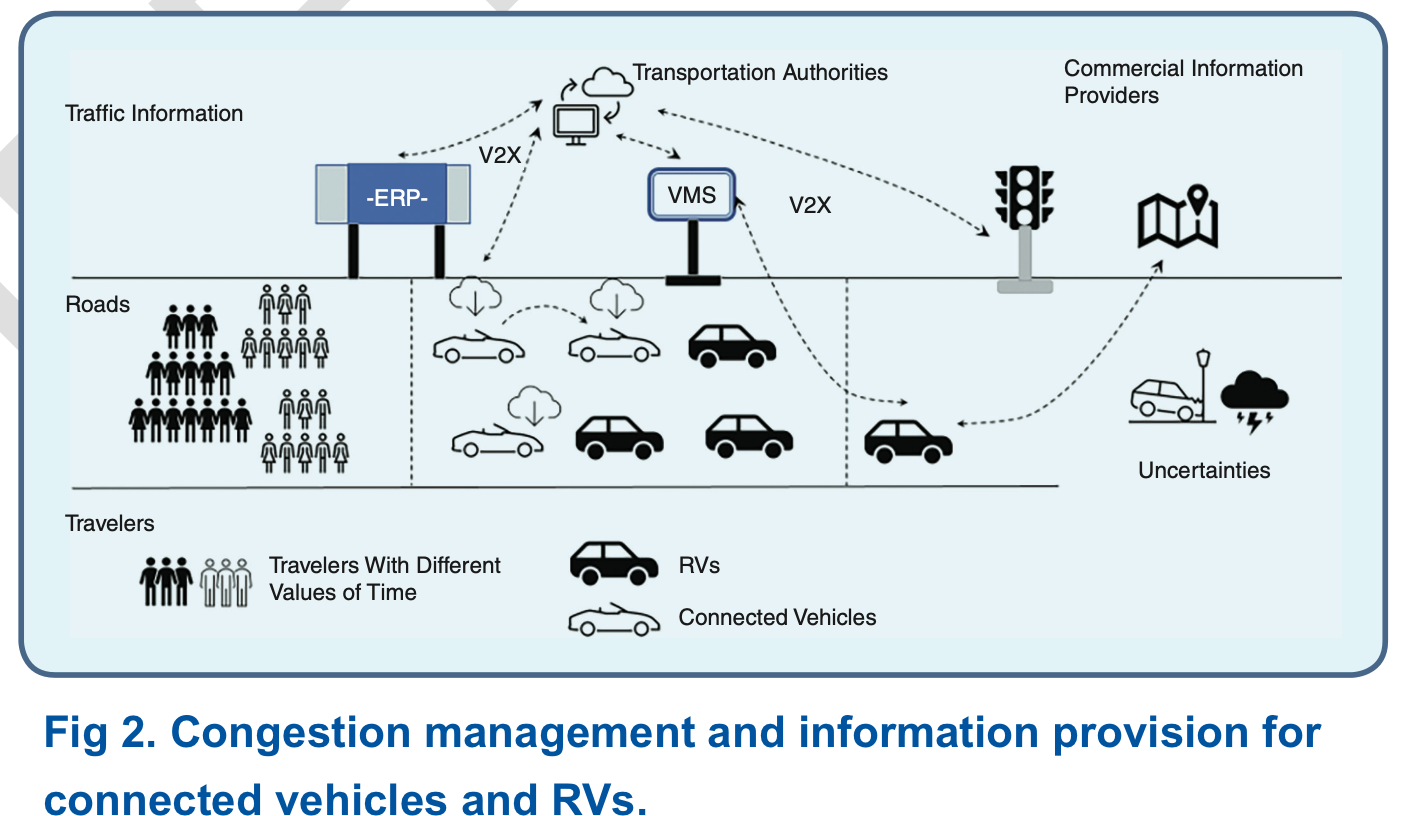 Transportation Authorities
Commercial Information
Providers
Traffic Information
V2X
-ERP-
VMS
V2X
Roads
Uncertainties
Travelers
Travelers With Different
Values of Time
RVs
Connected Vehicles
Fig 2. Congestion management and information provision for
connected vehicles and RVs.